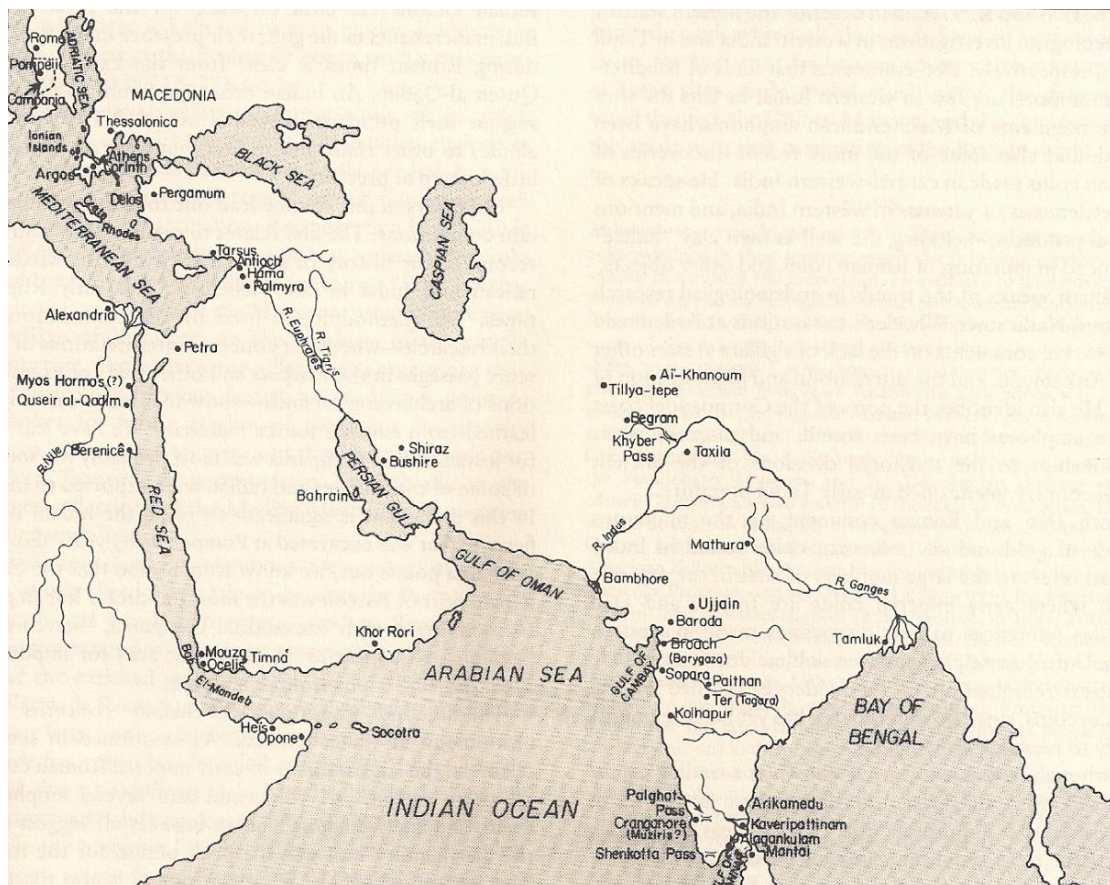 Rome
ADRIATIC SEA
Pompeii
Campania
MACEDONIA
Thessalonica
Ionian
Islands
Athens
Corinth
Argos
BLACK SEA
Pergamum
Delos
Rhodes
MEDITERRANEAN SEA
CASPIAN SEA
Tarsus
Antioch
Hama
Palmyra
Alexandria
R. Euphrates
R. Tigris
Petra
Myos Hormos (?)
Quseir al-Qadim
Aï-Khanoum
Tillya-tepe
Begram
Khyber
Pass
Taxila
R. Nile
Berenice
Shiraz
Bushire
PERSIAN GULF
Bahrain
RED SEA
R. Indus
Mathura
GULF OF OMAN
Bambhore
R. Ganges
Ujjain
Baroda
Tamluk
Khor Rori
Broach
(Barygaza)
Mouza
Ocelis
Timna'
Bab
El-Mandeb
ARABIAN SEA
GULF OF
CAMBAY
Sopara
Paithan
Ter (Tagara)
Kolhapur
BAY OF
BENGAL
Heis
Opone
Socotra
INDIAN OCEAN
Palghat
Pass
Cranganore
(Muziris?)
Shenkotta Pass
Arikamedu
Kaveripattinam
Alagankulam
Mantai